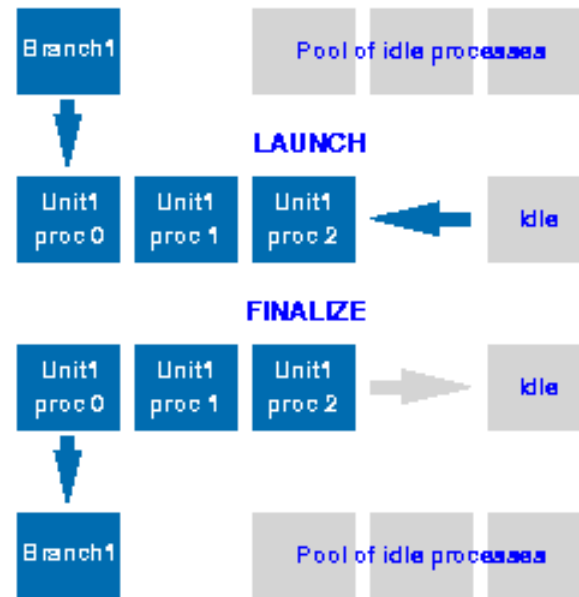 Branch1 Pool of idle processes
LAUNCH
Unit1 Unit1 Unit1
proc 0 proc 1 proc 2 Idle
FINALIZE
Unit1 Unit1 Unit1
proc 0 proc 1 proc 2 Idle
Branch1 Pool of idle processes